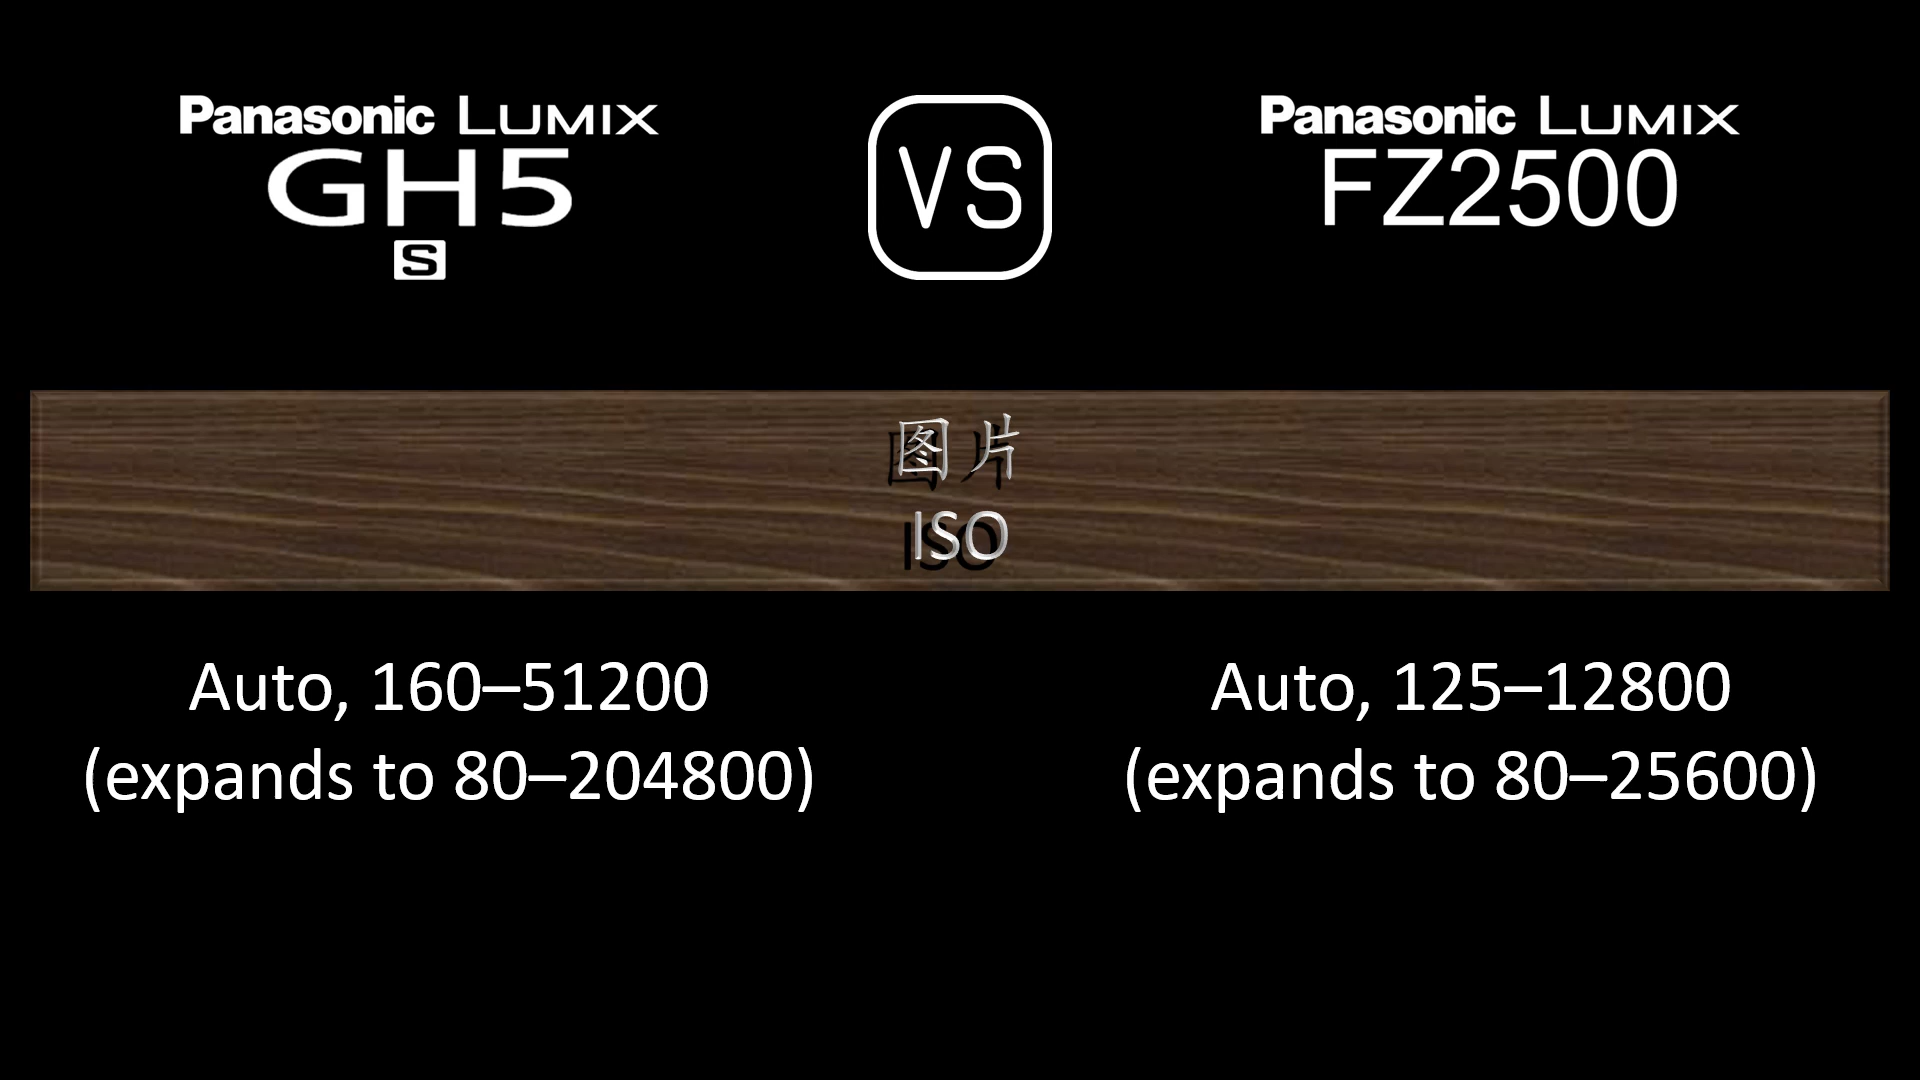 Panasonic LUMIX
GH5
S
VS
Panasonic LUMIX
FZ2500
图片
ISO
Auto, 160–51200
(expands to 80–204800)
Auto, 125–12800
(expands to 80–25600)